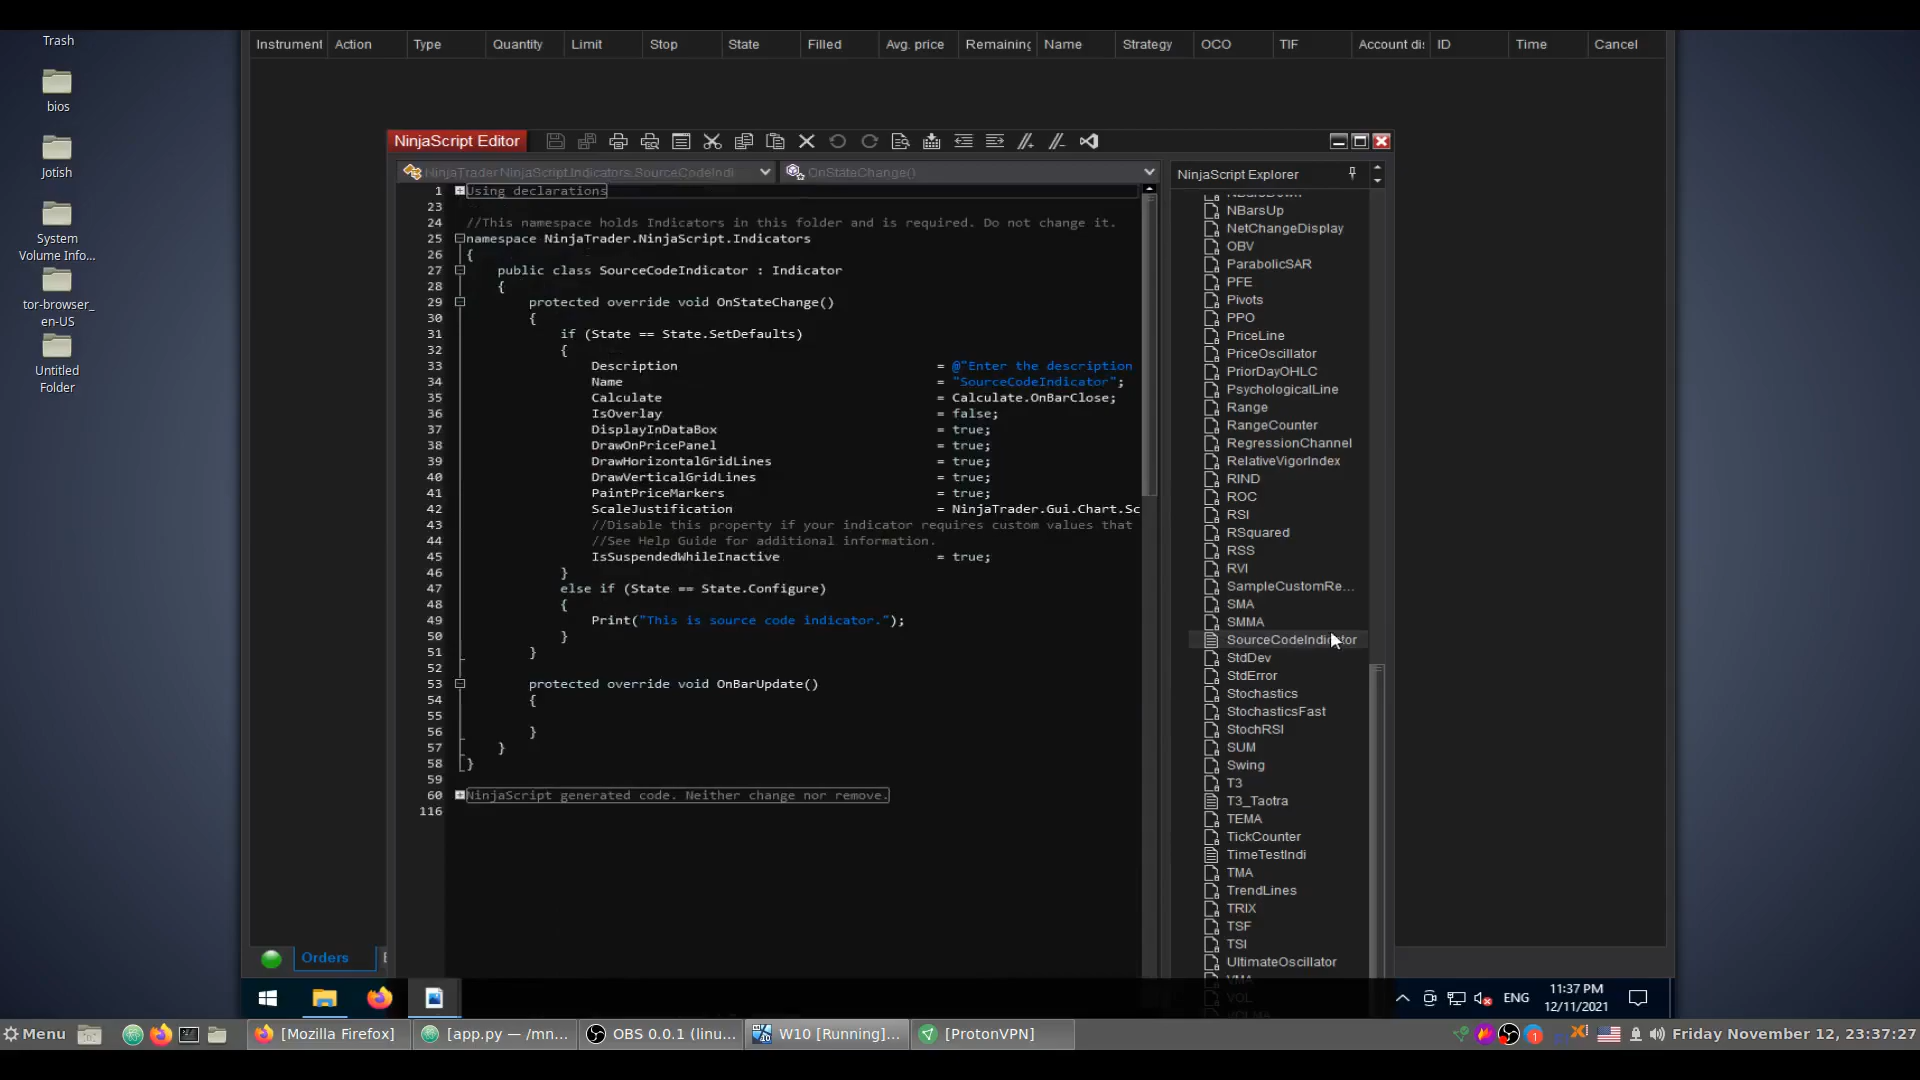 Trash
bios
Jotish
System
Volume Info...
tor-browser_
en-US
Untitled
Folder
Instrument Action Type Quantity Limit Stop State Filled Avg. price Remaining Name Strategy OCO TIF Account di: ID Time Cancel
NinjaScript Editor
NinjaTrader.NinjaScript.Indicators.SourceCodeIndi OnStateChange()
1 Using declarations
23
24 //This namespace holds Indicators in this folder and is required. Do not change it.
25 namespace NinjaTrader.NinjaScript.Indicators
26 {
27 public class SourceCodeIndicator : Indicator
28 {
29 protected override void OnStateChange()
30 {
31 if (State == State.SetDefaults)
32 {
33 Description = @"Enter the description
34 Name = "SourceCodeIndicator";
35 Calculate = Calculate.OnBarClose;
36 IsOverlay = false;
37 DisplayInDataBox = true;
38 DrawOnPricePanel = true;
39 DrawHorizontalGridLines = true;
40 DrawVerticalGridLines = true;
41 PaintPriceMarkers = true;
42 ScaleJustification = NinjaTrader.Gui.Chart.Sc
43 //Disable this property if your indicator requires custom values that
44 //See Help Guide for additional information.
45 IsSuspendedWhileInactive = true;
46 }
47 else if (State == State.Configure)
48 {
49 Print("This is source code indicator.");
50 }
51 }
52
53 protected override void OnBarUpdate()
54 {
55
56 }
57 }
58 }
59
60 NinjaScript generated code. Neither change nor remove.
116
NinjaScript Explorer
NBarsDown
NBarsUp
NetChangeDisplay
OBV
ParabolicSAR
PFE
Pivots
PPO
PriceLine
PriceOscillator
PriorDayOHLC
PsychologicalLine
Range
RangeCounter
RegressionChannel
RelativeVigorIndex
RIND
ROC
RSI
RSquared
RSS
RVI
SampleCustomRe...
SMA
SMMA
SourceCodeIndicator
StdDev
StdError
Stochastics
StochasticsFast
StochRSI
SUM
Swing
T3
T3_Taotra
TEMA
TickCounter
TimeTestIndi
TMA
TrendLines
TRIX
TSF
TSI
UltimateOscillator
VMA
VOL
Orders
ENG
11:37 PM
12/11/2021
Menu [Mozilla Firefox] [app.py — /mn... OBS 0.0.1 (linu... W10 [Running]... [ProtonVPN] Friday November 12, 23:37:27